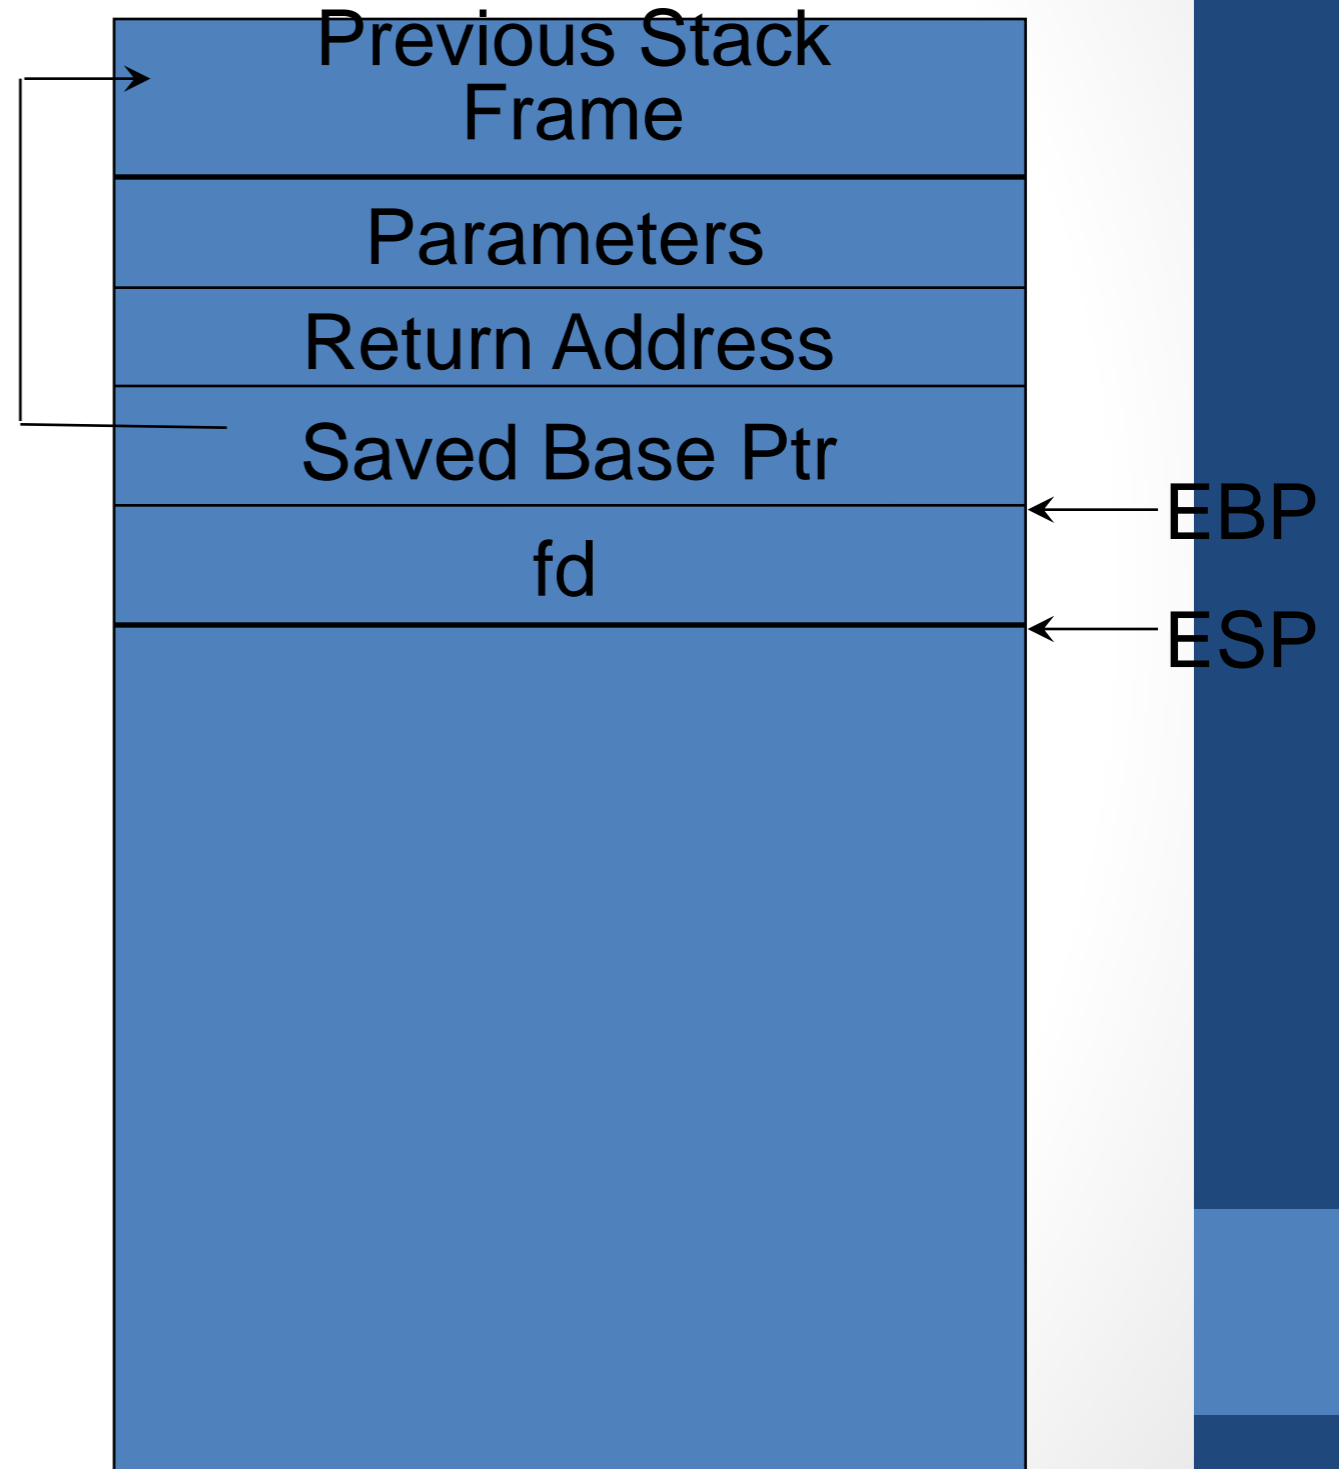 Previous Stack
Frame
Parameters
Return Address
Saved Base Ptr
EBP
fd
ESP